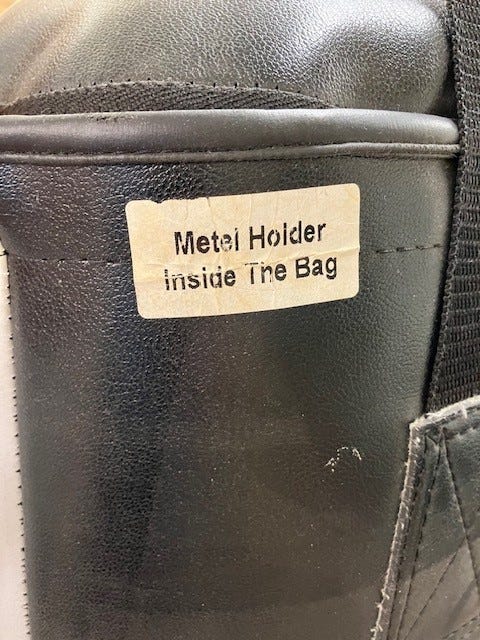 Metel Holder
Inside The Bag